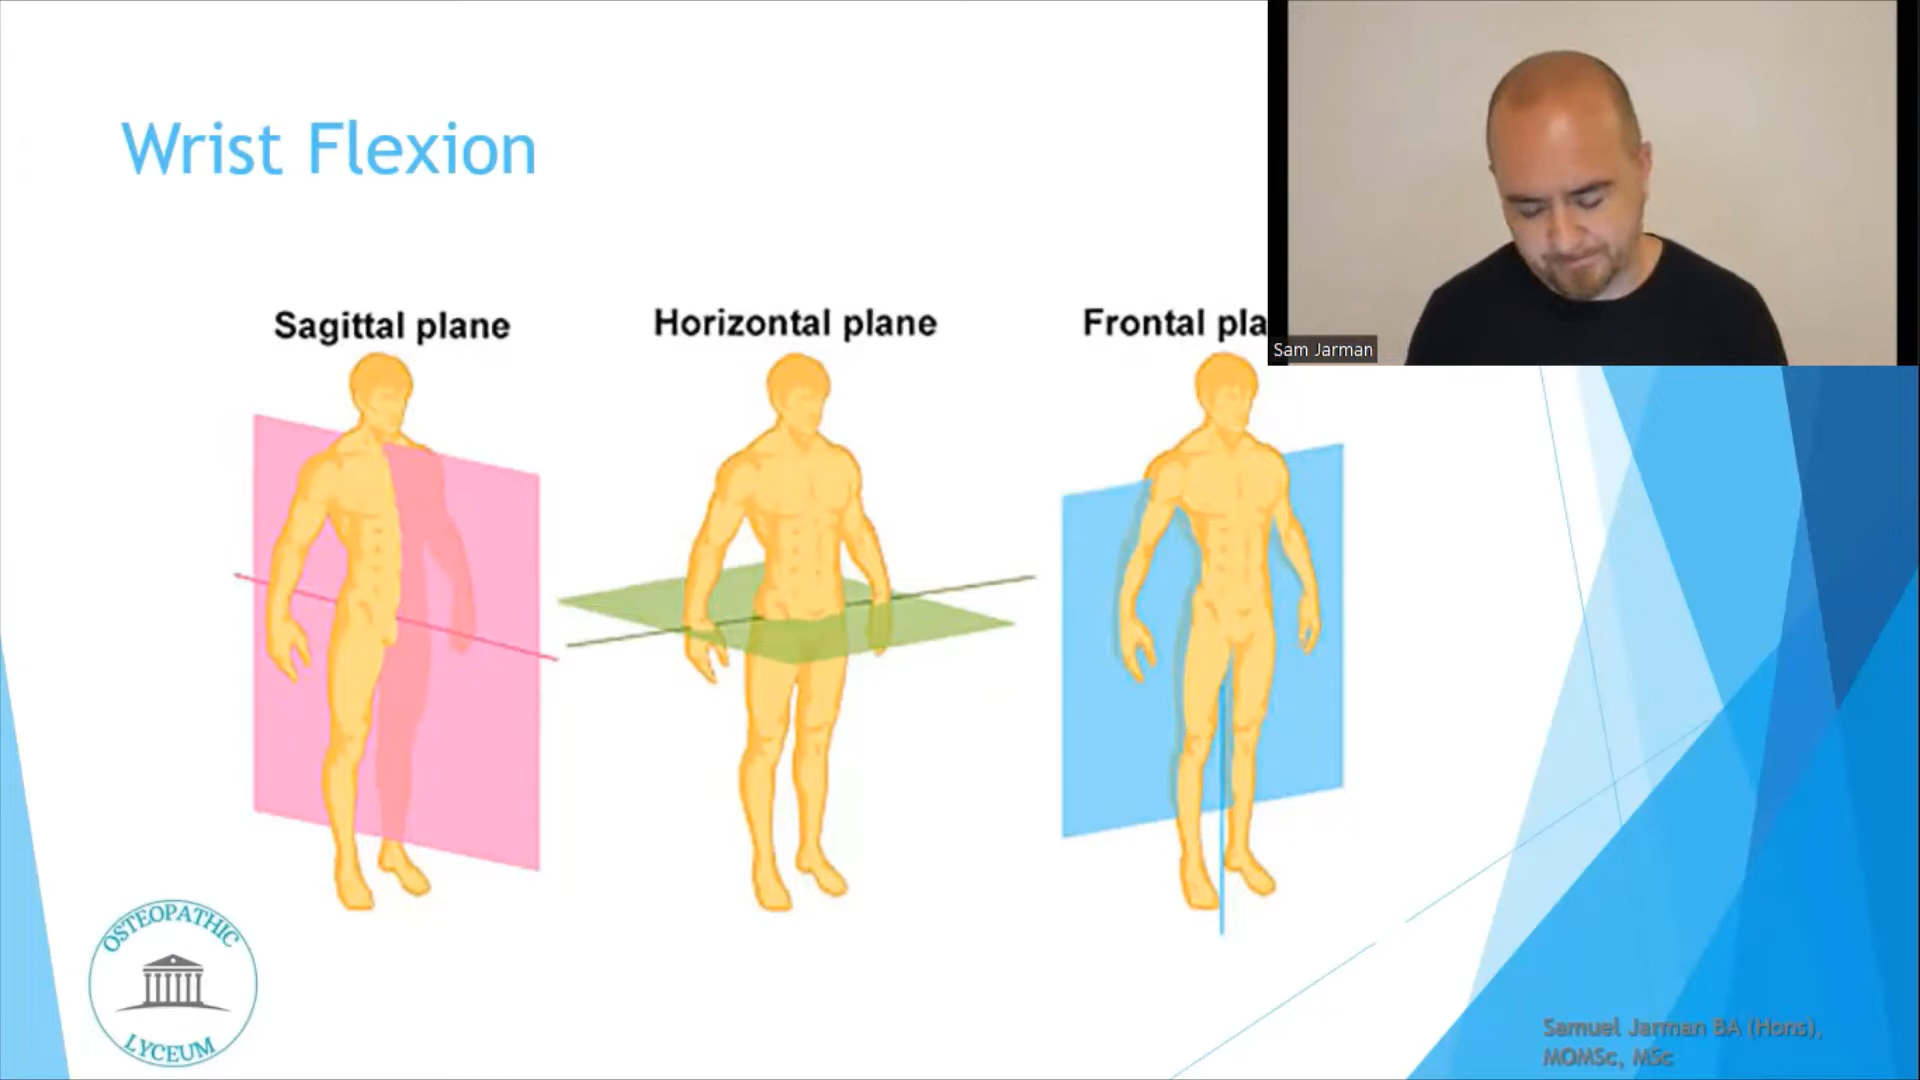 Wrist Flexion
Sagittal plane
Horizontal plane
Frontal pla
Sam Jarman
OSTEOPATHIC
LYCEUM
Samuel Jarman BA (Hons),
MOMSc, MSc